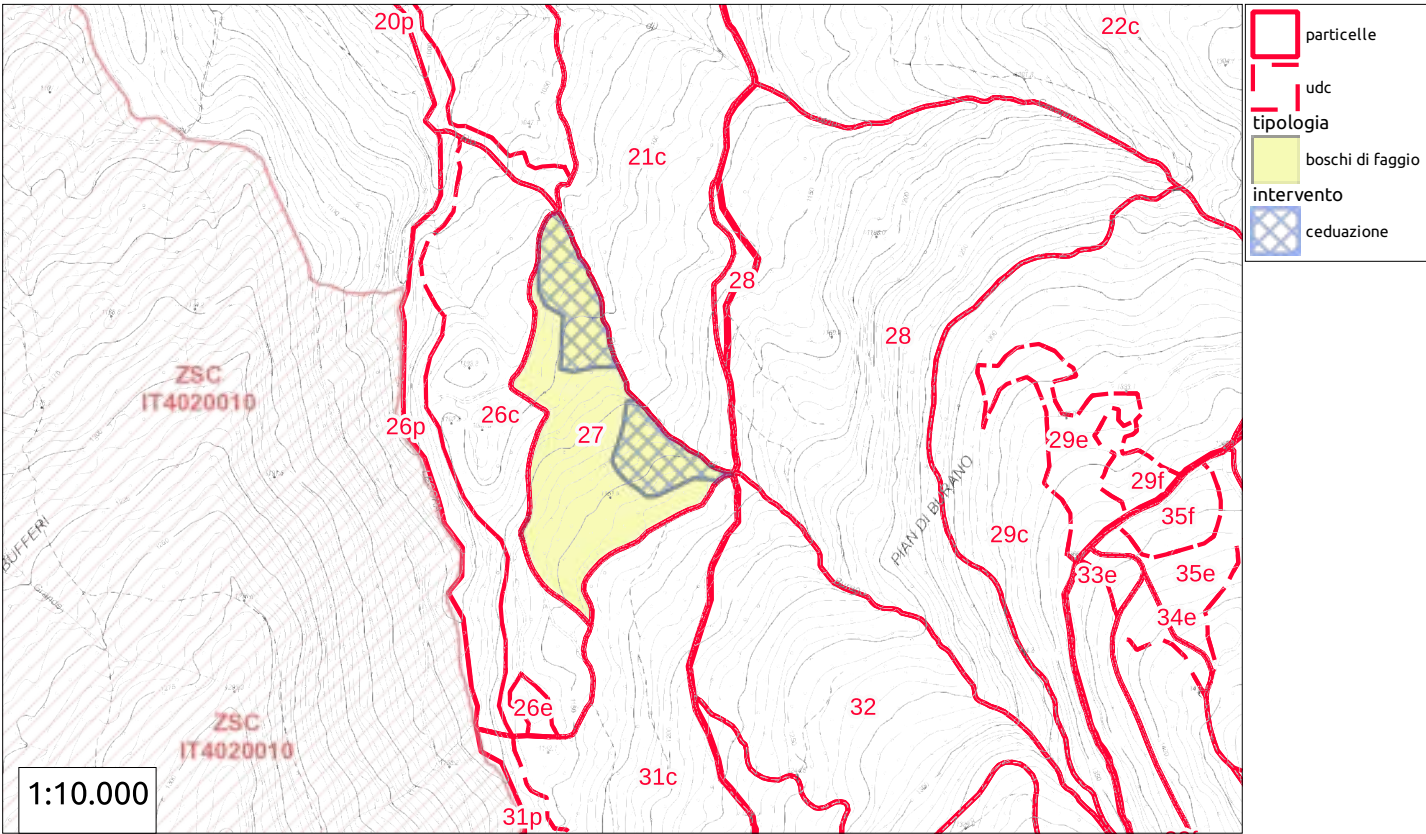 20p
22c
21c
28
28
ZSC
IT4020010
26p
26c
27
29e
29f
35f
29c
PIAN DI BURANO
BUFFERI
33e
35e
34e
26e
32
ZSC
IT4020010
31c
31p
1:10.000
particelle
udc
tipologia
boschi di faggio
intervento
ceduazione